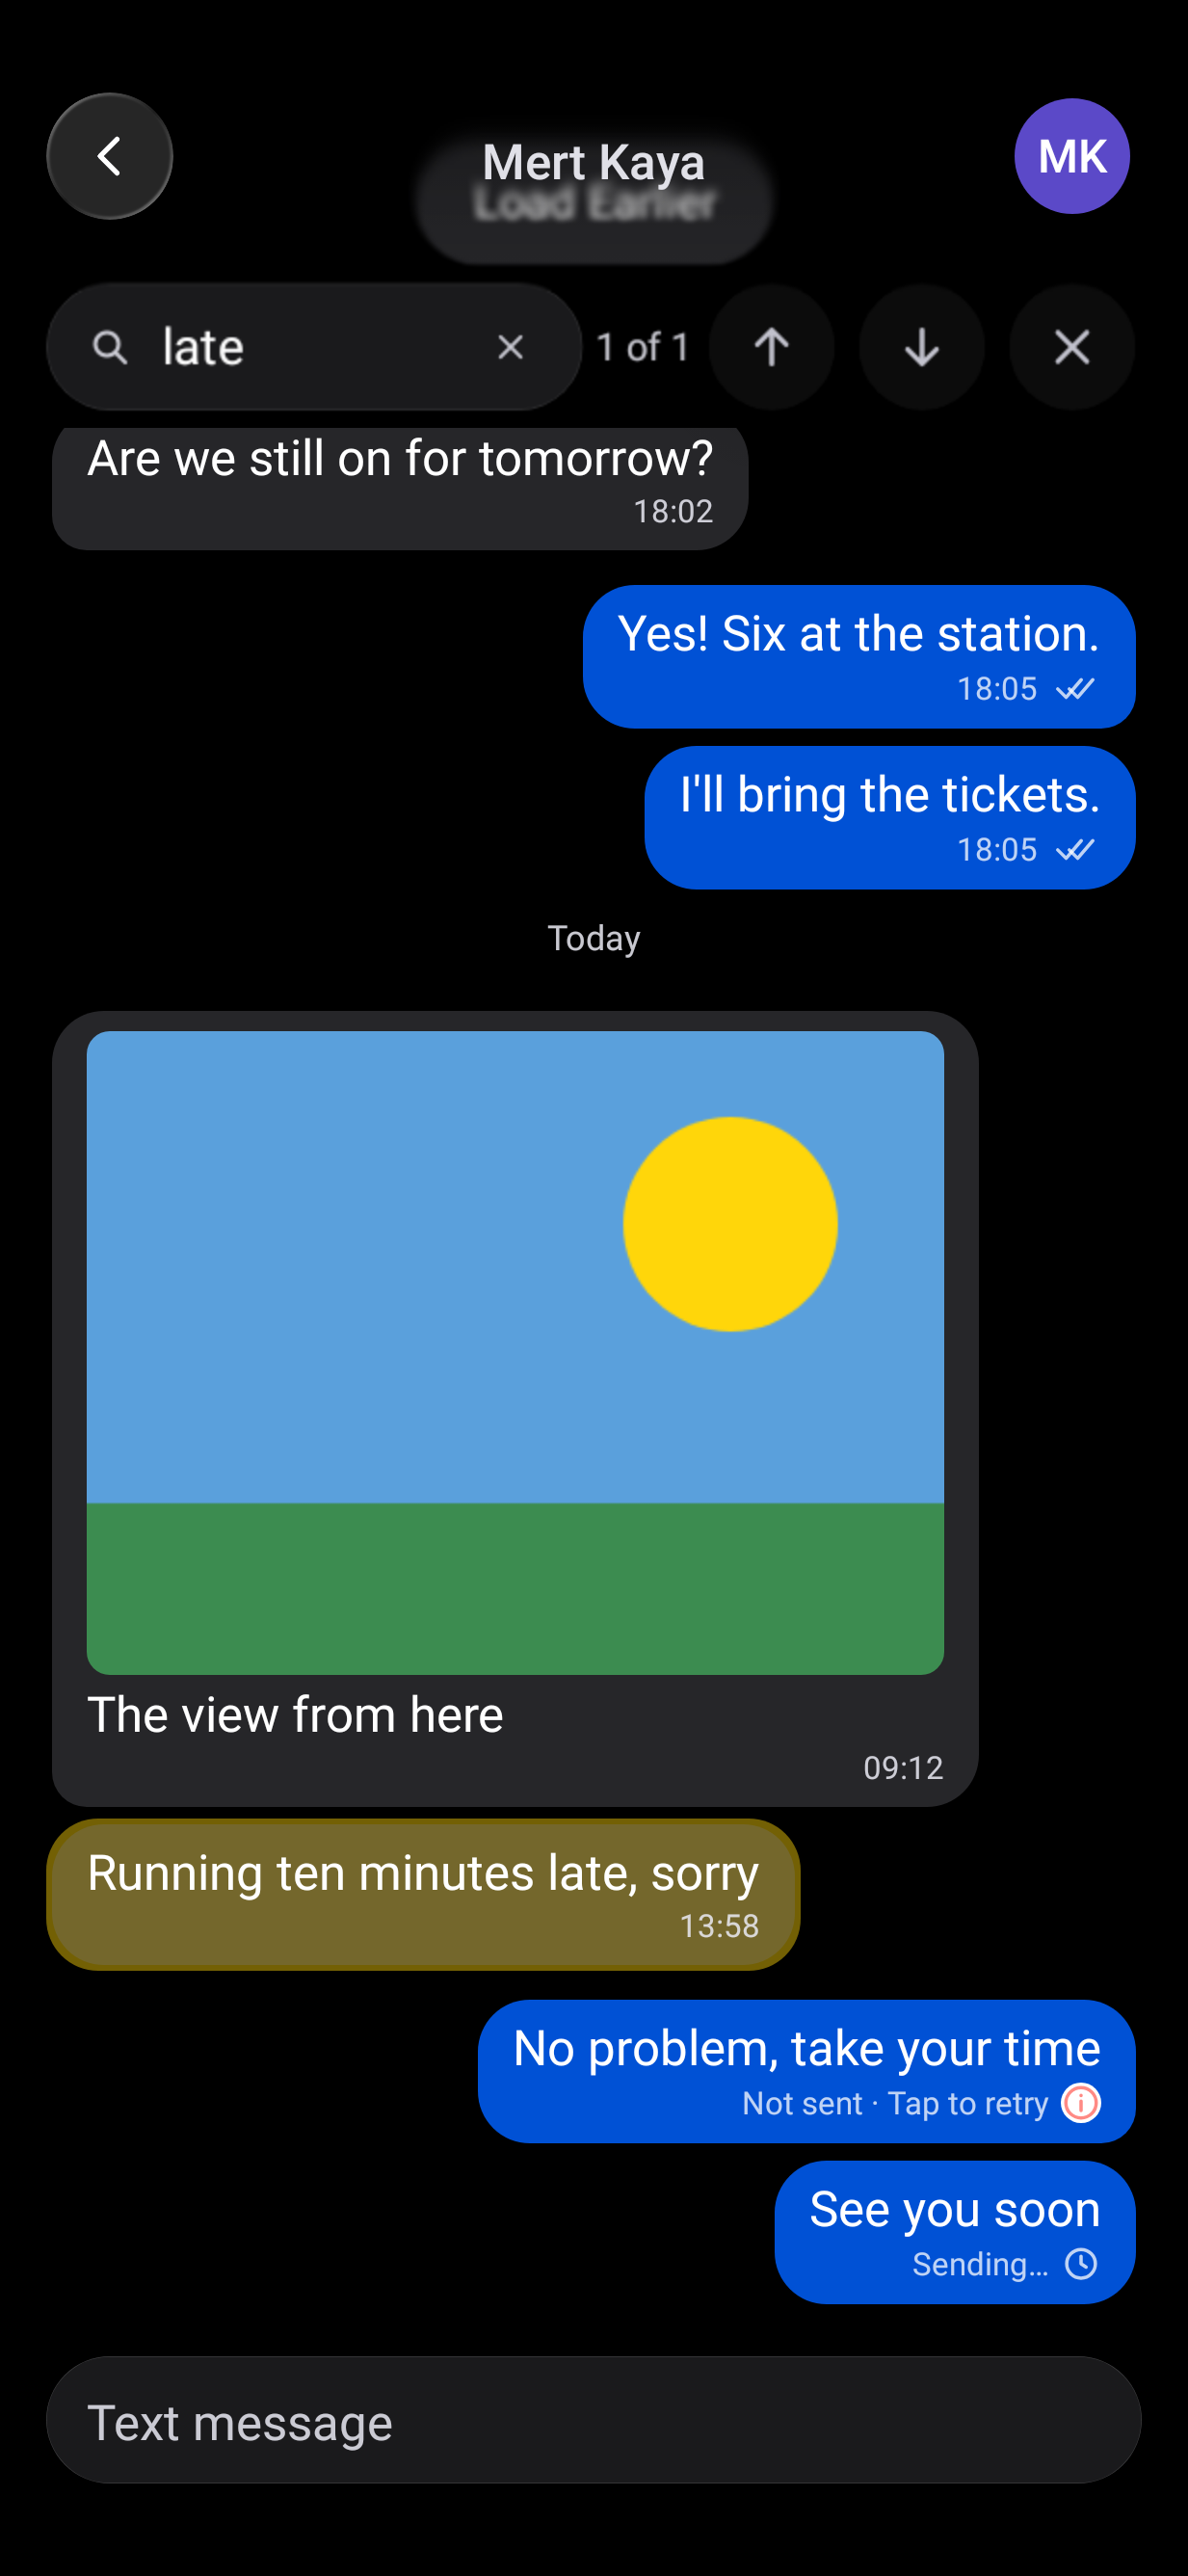 Mert Kaya
MK
Load Earlier
late
1 of 1
Are we still on for tomorrow?
18:02
Yes! Six at the station.
18:05
I'll bring the tickets.
18:05
Today
The view from here
09:12
Running ten minutes late, sorry
13:58
No problem, take your time
Not sent · Tap to retry
See you soon
Sending…
Text message